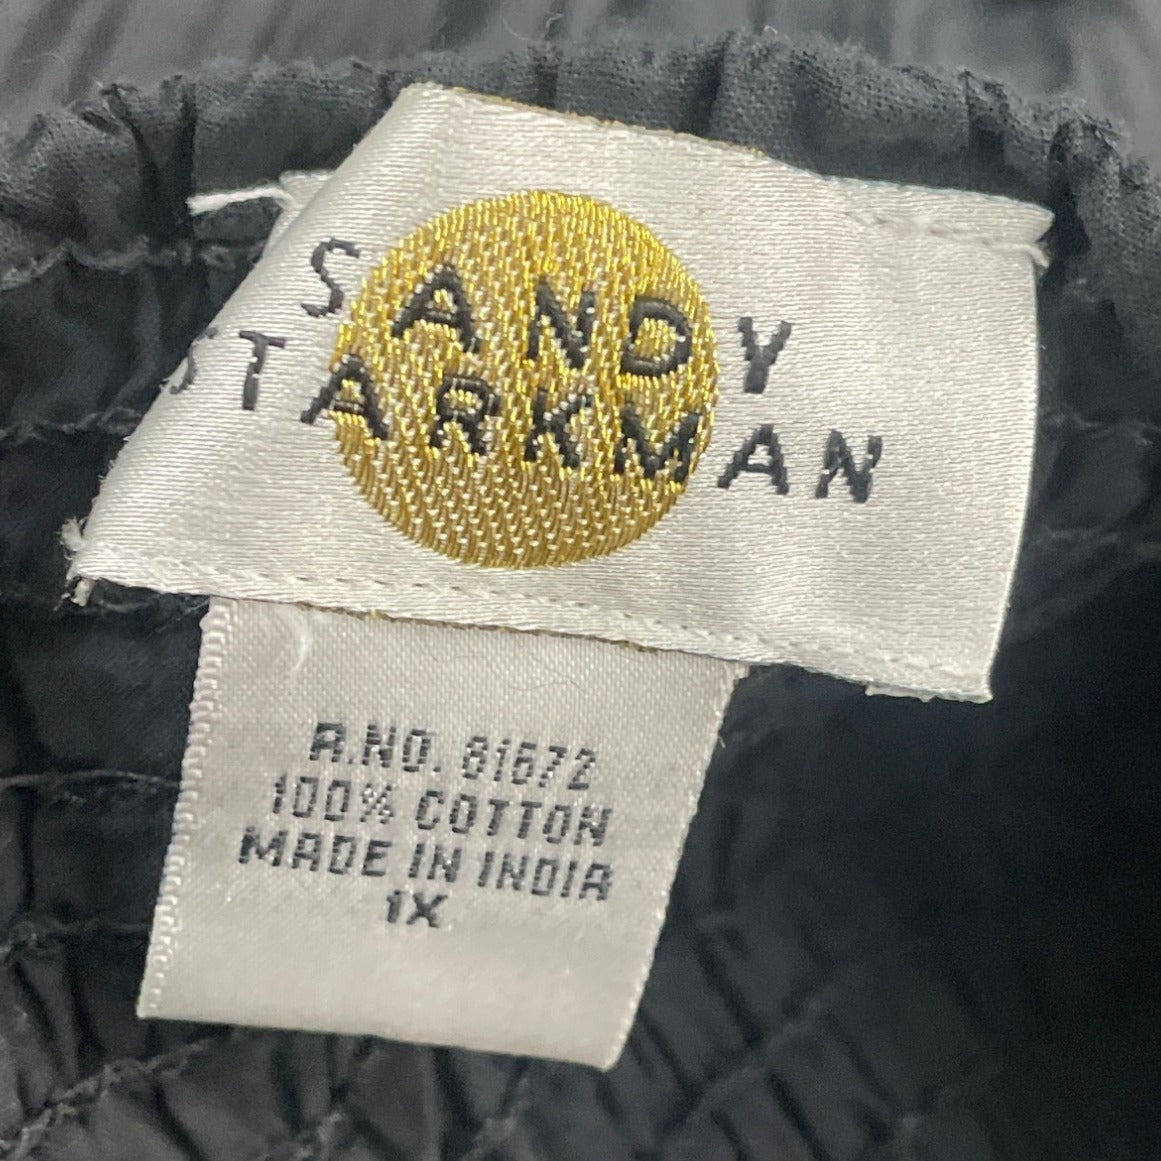 SANDY
STARKMAN
R.NO. 81672
100% COTTON
MADE IN INDIA
1X